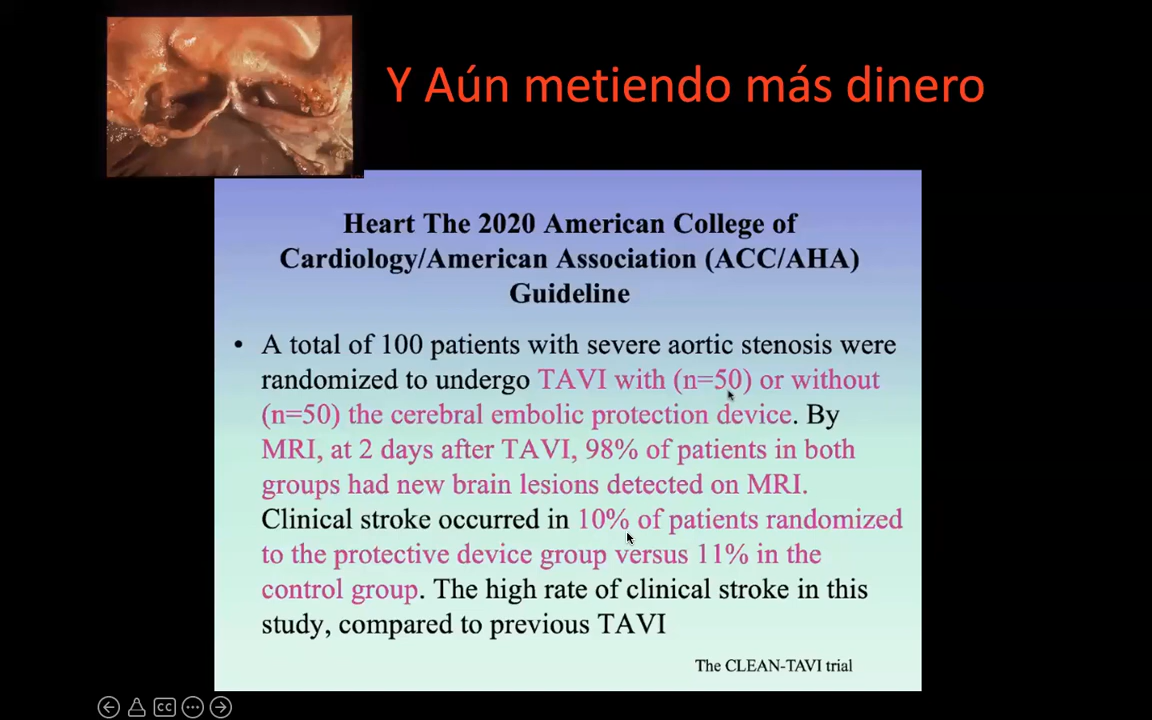 Y Aún metiendo más dinero
Heart The 2020 American College of
Cardiology/American Association (ACC/AHA)
Guideline
• A total of 100 patients with severe aortic stenosis were
randomized to undergo TAVI with (n=50) or without
(n=50) the cerebral embolic protection device. By
MRI, at 2 days after TAVI, 98% of patients in both
groups had new brain lesions detected on MRI.
Clinical stroke occurred in 10% of patients randomized
to the protective device group versus 11% in the
control group. The high rate of clinical stroke in this
study, compared to previous TAVI
The CLEAN-TAVI trial
CC